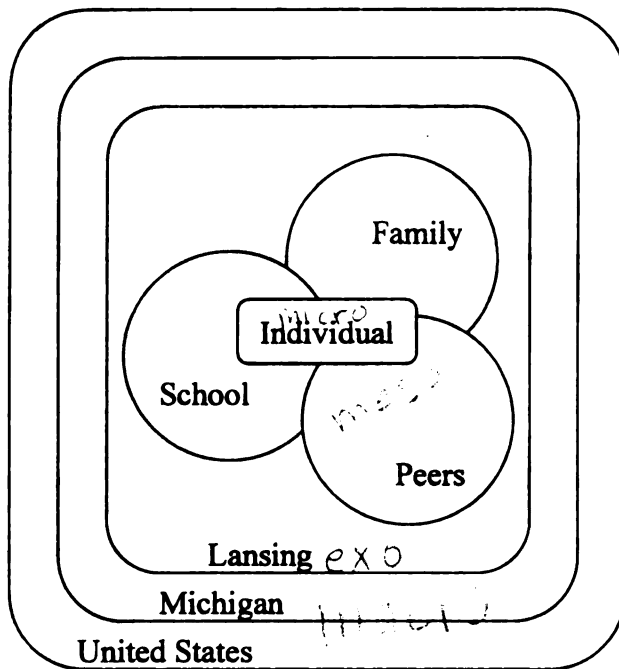 Family
micro
Individual
School
meso
Peers
Lansing exo
Michigan
United States